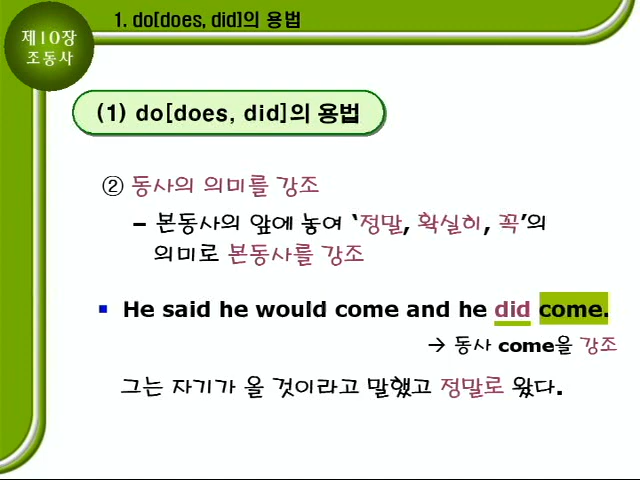 제10장
조동사
1. do[does, did]의 용법
(1) do[does, did]의 용법
② 동사의 의미를 강조
– 본동사의 앞에 놓여 ‘정말, 확실히, 꼭’의
의미로 본동사를 강조
▪ He said he would come and he did come.
→ 동사 come을 강조
그는 자기가 올 것이라고 말했고 정말로 왔다.